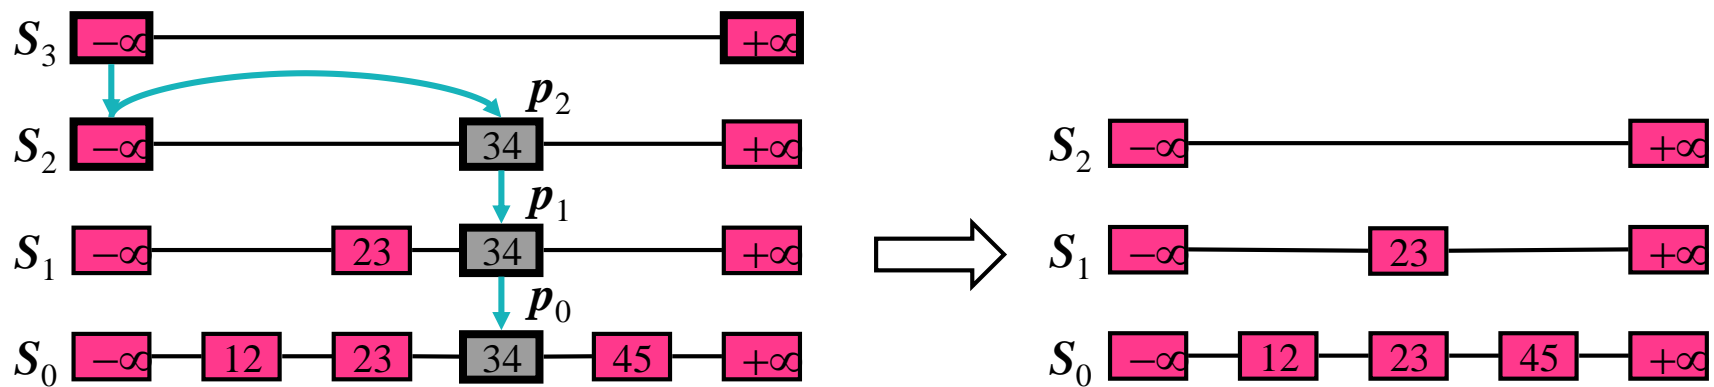 S3 −∞ +∞
p2
S2 −∞ 34 +∞
p1
S1 −∞ 23 34 +∞
p0
S0 −∞ 12 23 34 45 +∞
S2 −∞ +∞
S1 −∞ 23 +∞
S0 −∞ 12 23 45 +∞